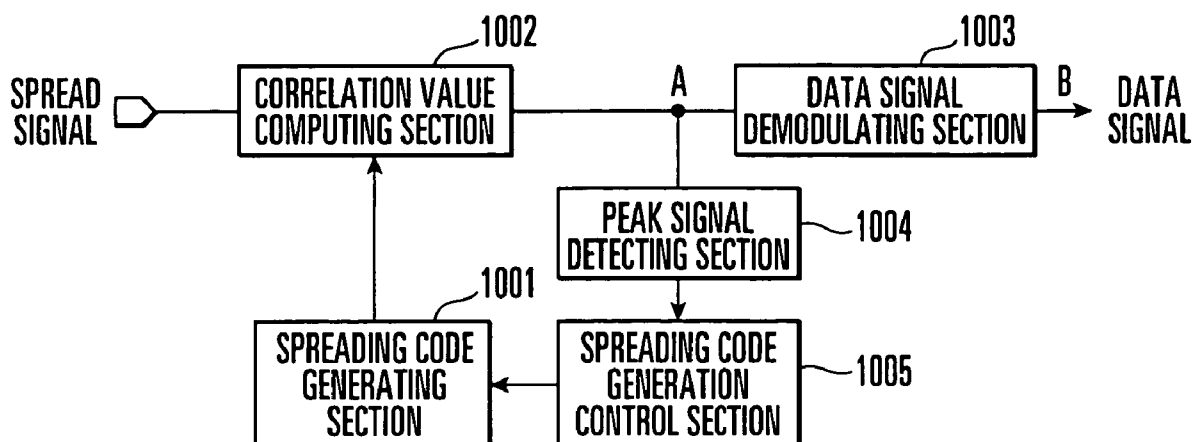 1002
1003
SPREAD
SIGNAL
CORRELATION VALUE
COMPUTING SECTION
A
DATA SIGNAL
DEMODULATING SECTION
B
DATA
SIGNAL
PEAK SIGNAL
DETECTING SECTION
1004
1001
SPREADING CODE
GENERATING
SECTION
SPREADING CODE
GENERATION
CONTROL SECTION
1005